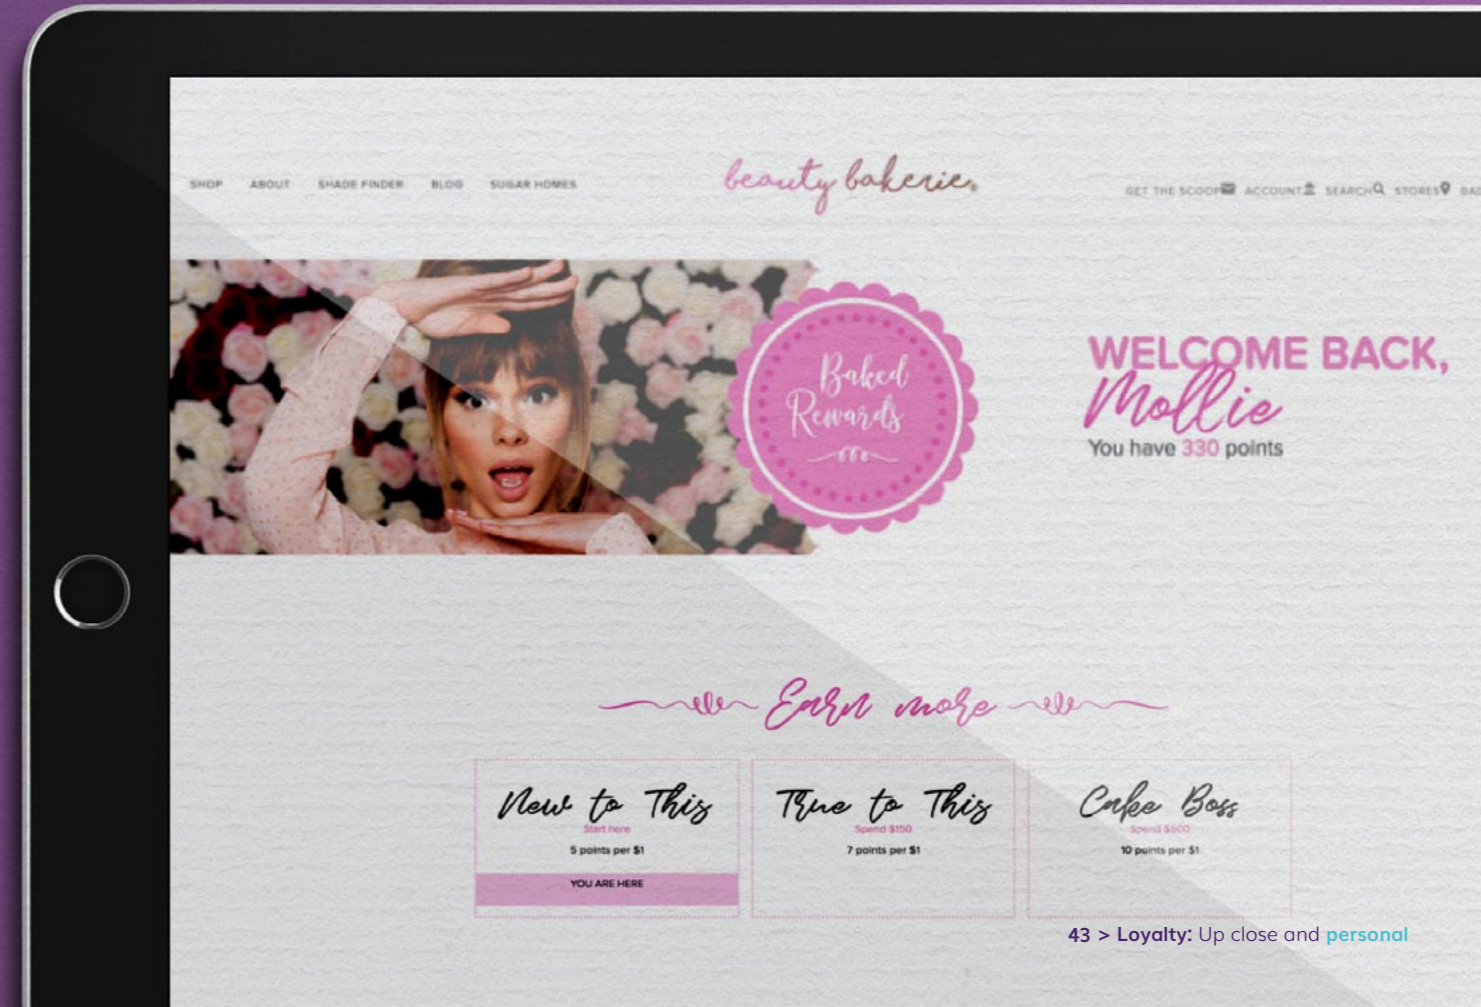 SHOP ABOUT SHADE FINDER BLOG SUGAR HOMES
beauty bakerie®
GET THE SCOOP ACCOUNT SEARCH STORES
Baked
Rewards
WELCOME BACK,
Mollie
You have 330 points
Earn more
New to This
Start here
5 points per $1
YOU ARE HERE
True to This
Spend $150
7 points per $1
Cake Boss
Spend $500
10 points per $1
43 > Loyalty: Up close and personal